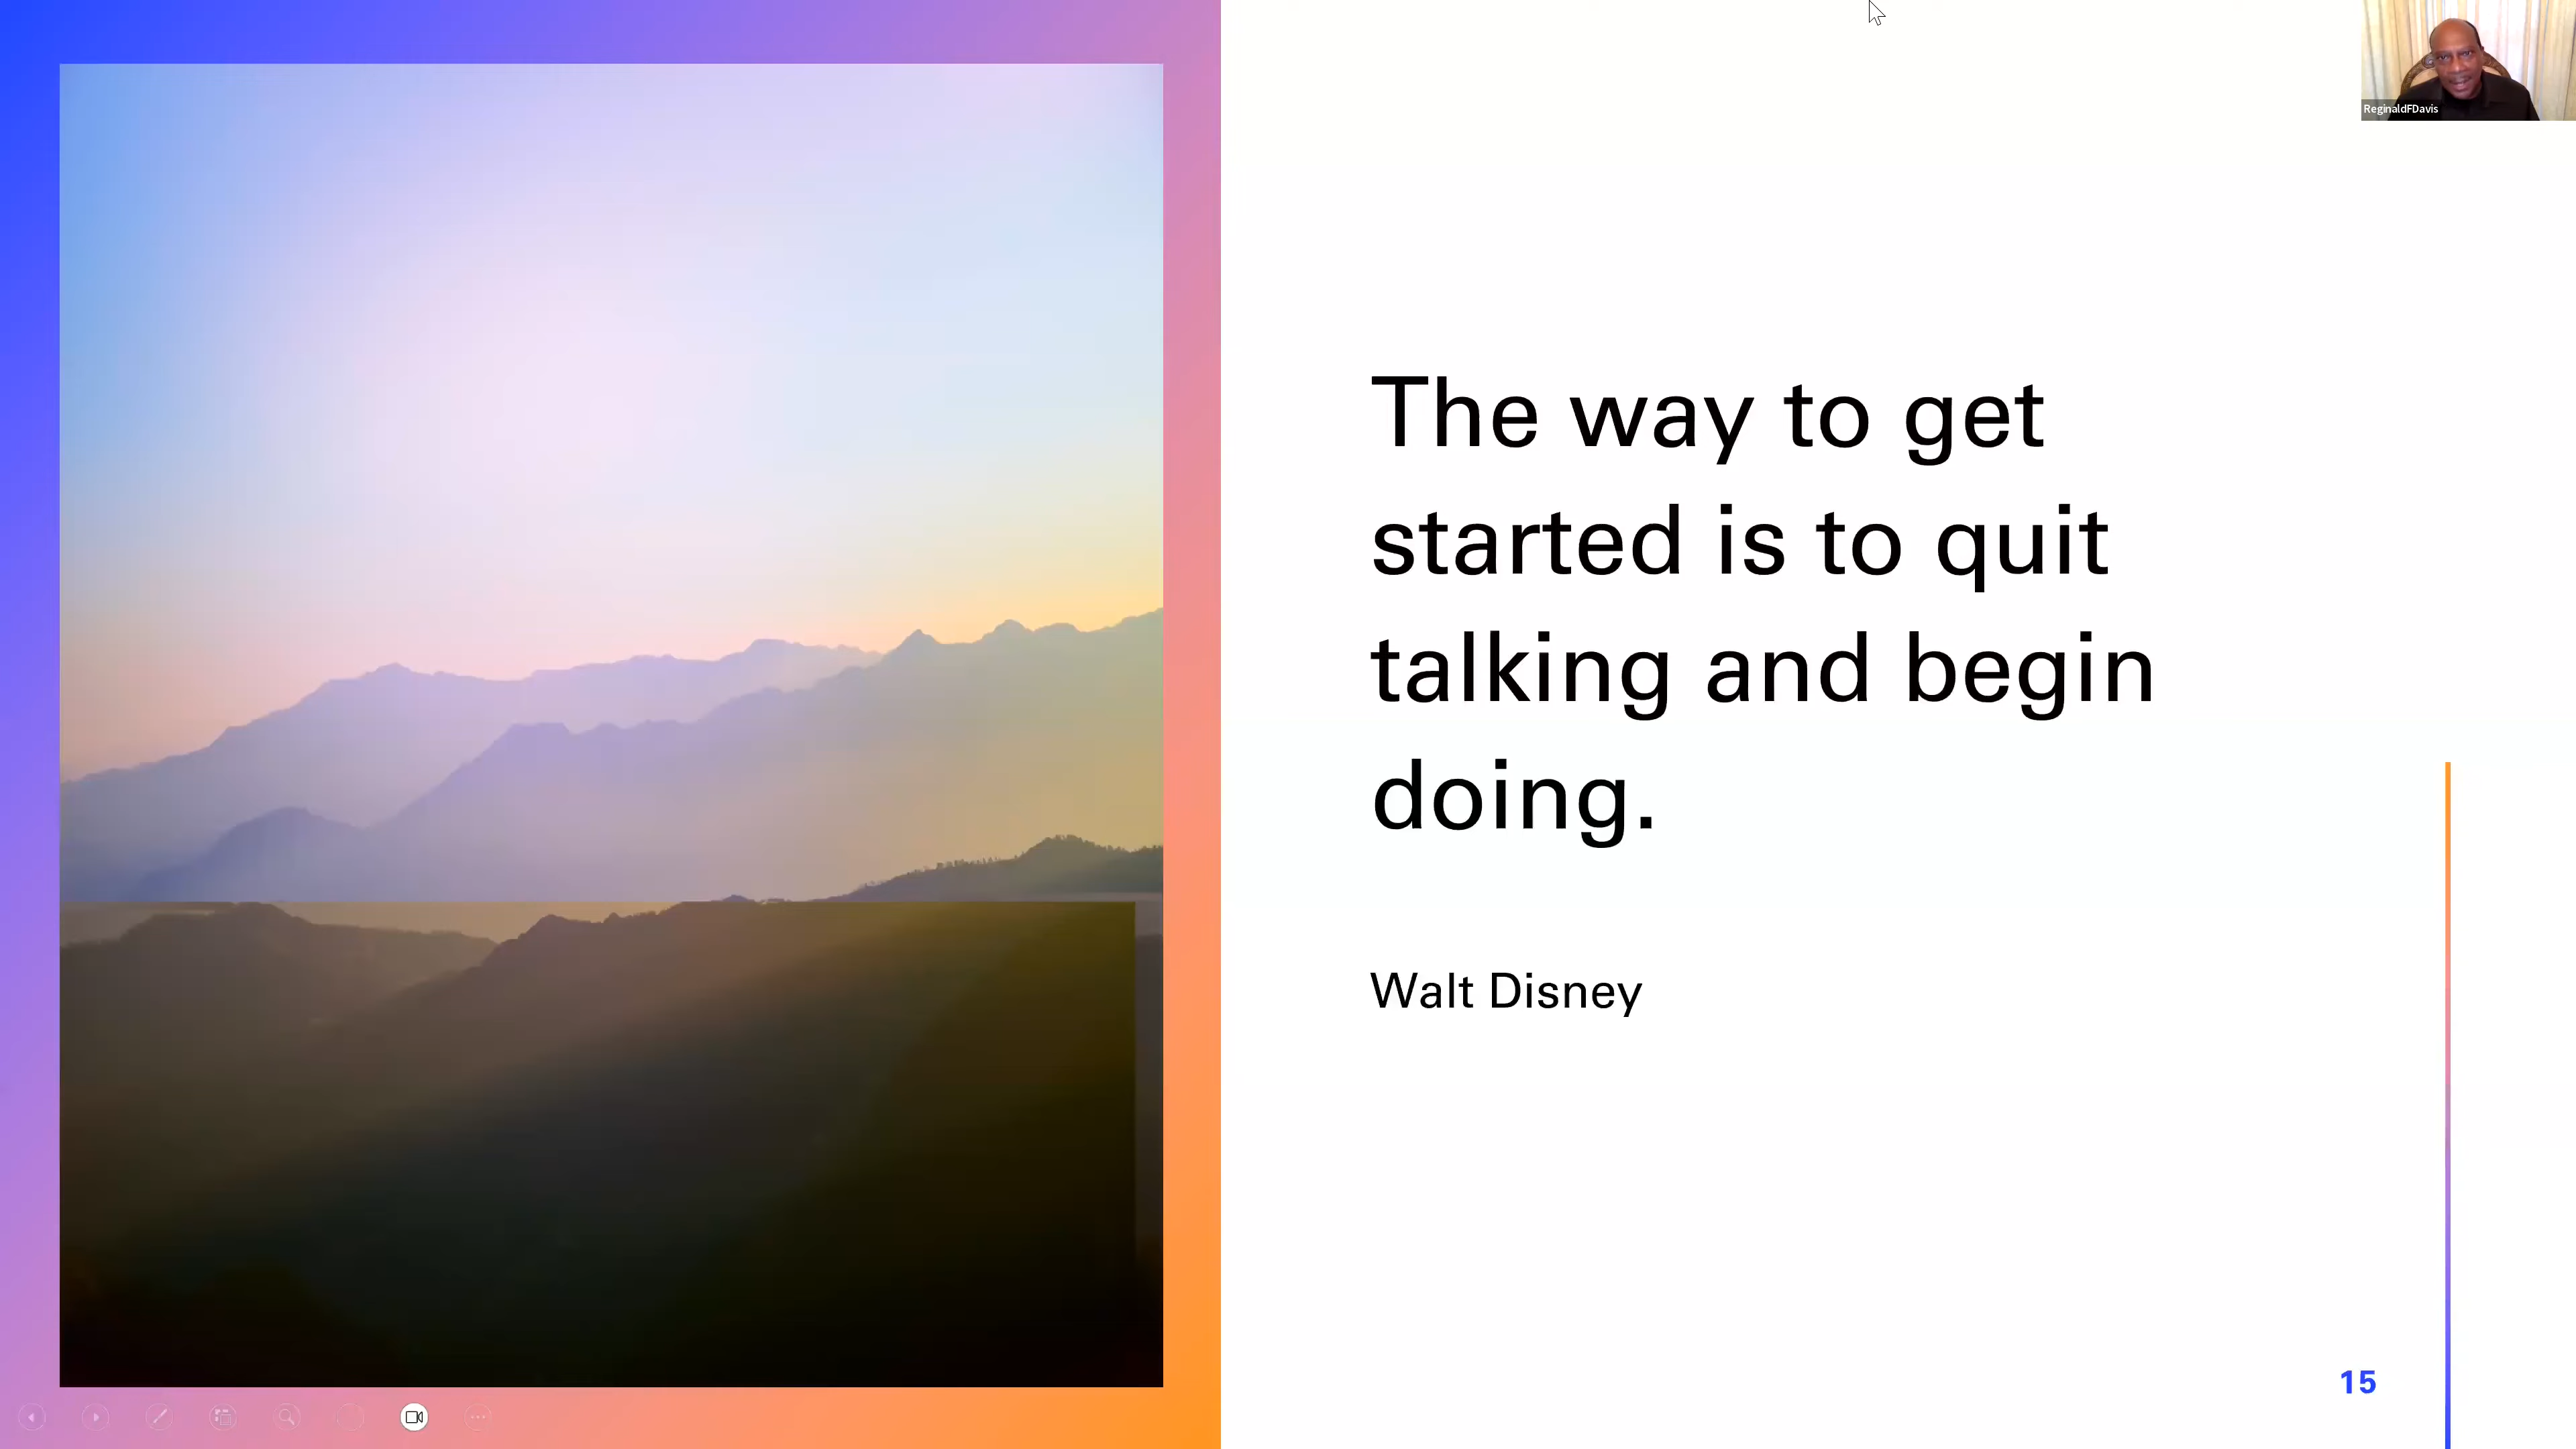 ReginaldFDavis
The way to get
started is to quit
talking and begin
doing.
Walt Disney
15